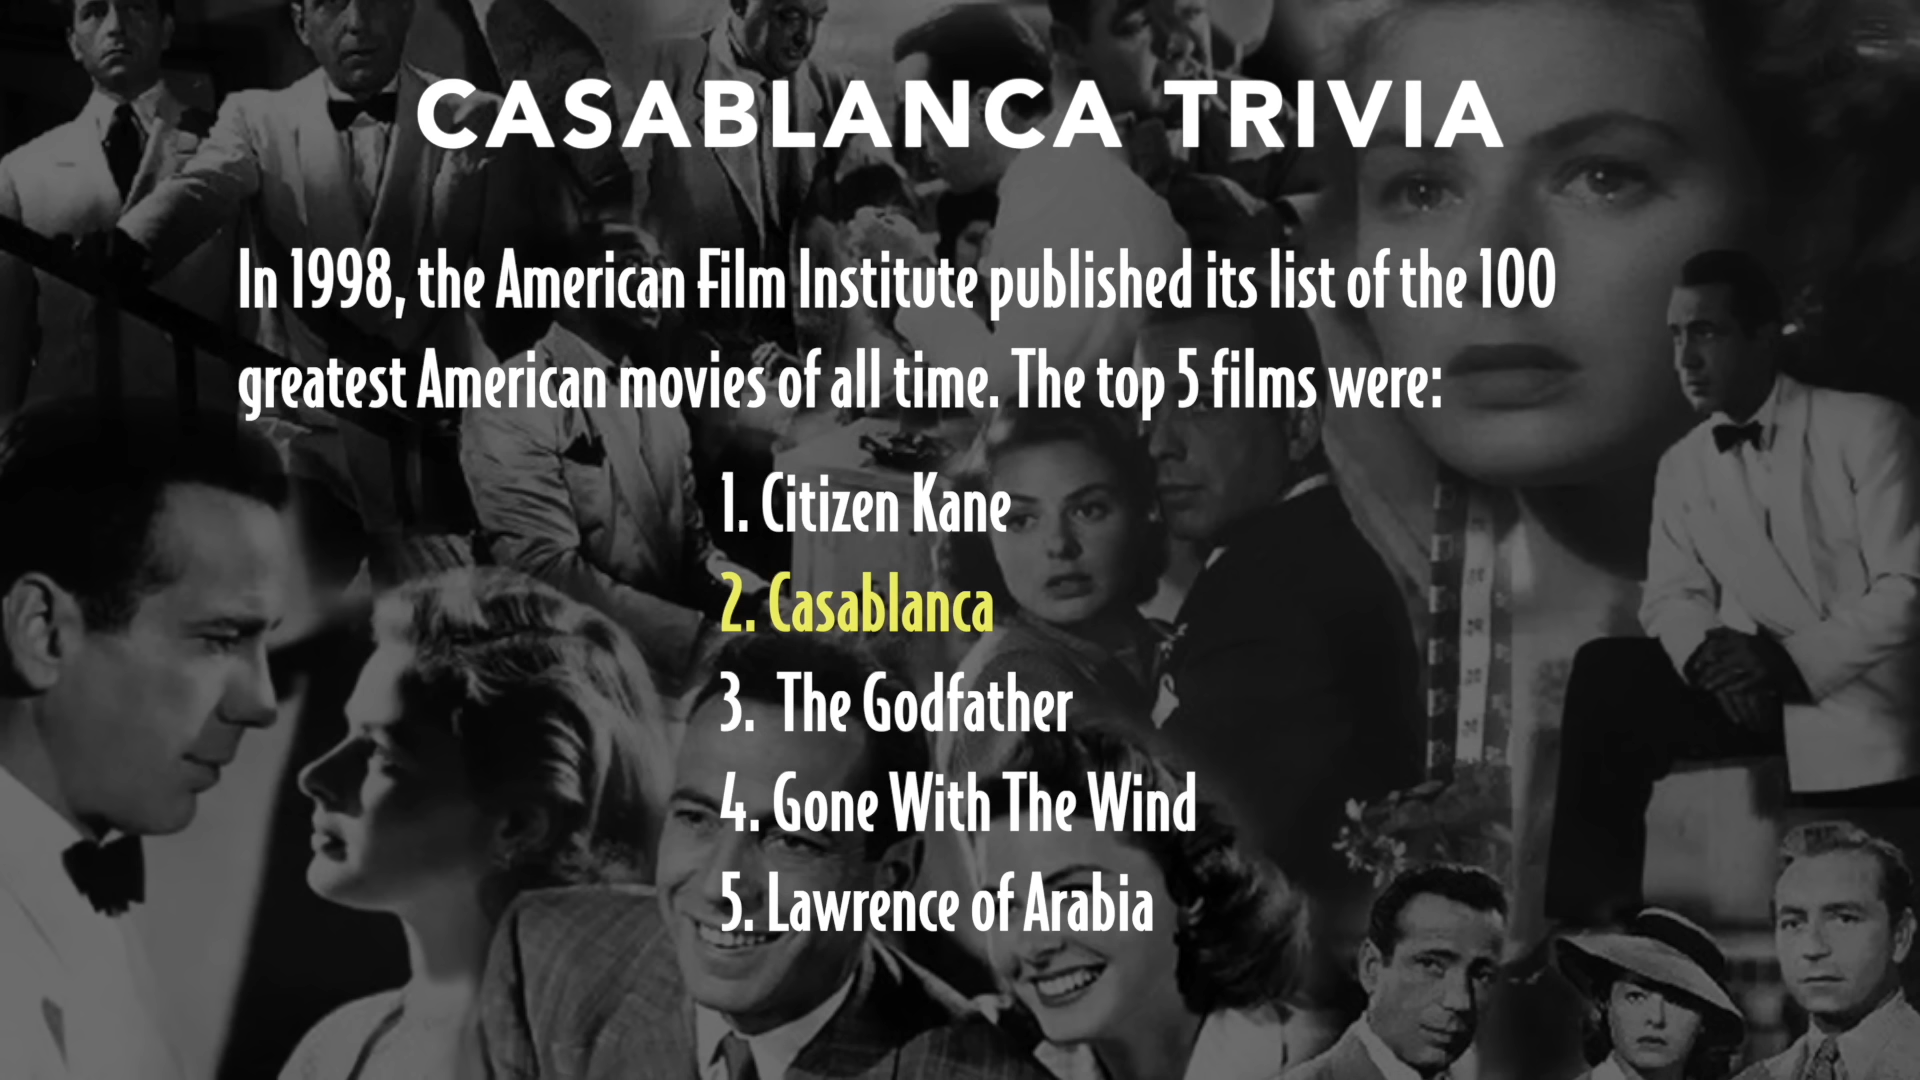 CASABLANCA TRIVIA
In 1998, the American Film Institute published its list of the 100
greatest American movies of all time. The top 5 films were:
1. Citizen Kane
2. Casablanca
3. The Godfather
4. Gone With The Wind
5. Lawrence of Arabia